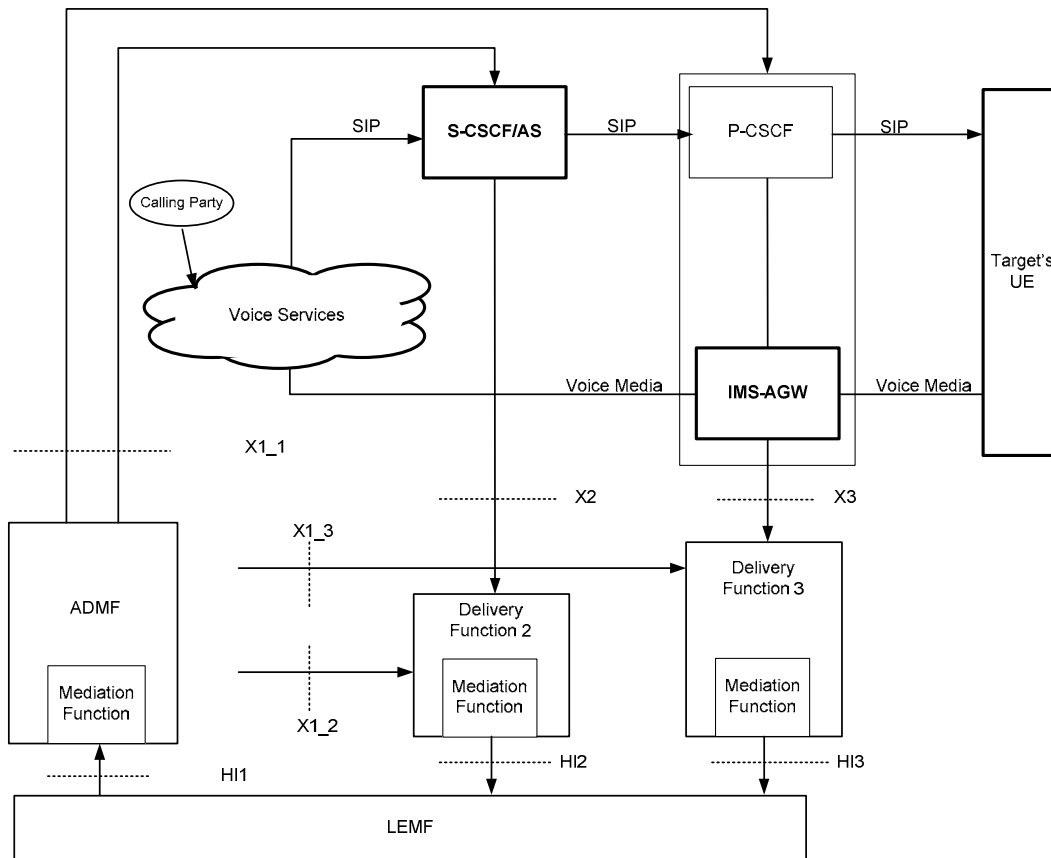 SIP
S-CSCF/AS
SIP
P-CSCF
SIP
Calling Party
Voice Services
Target's
UE
Voice Media
IMS-AGW
Voice Media
X1_1
X2
X3
X1_3
ADMF
Delivery
Function 2
Delivery
Function 3
Mediation
Function
Mediation
Function
Mediation
Function
X1_2
HI1
HI2
HI3
LEMF